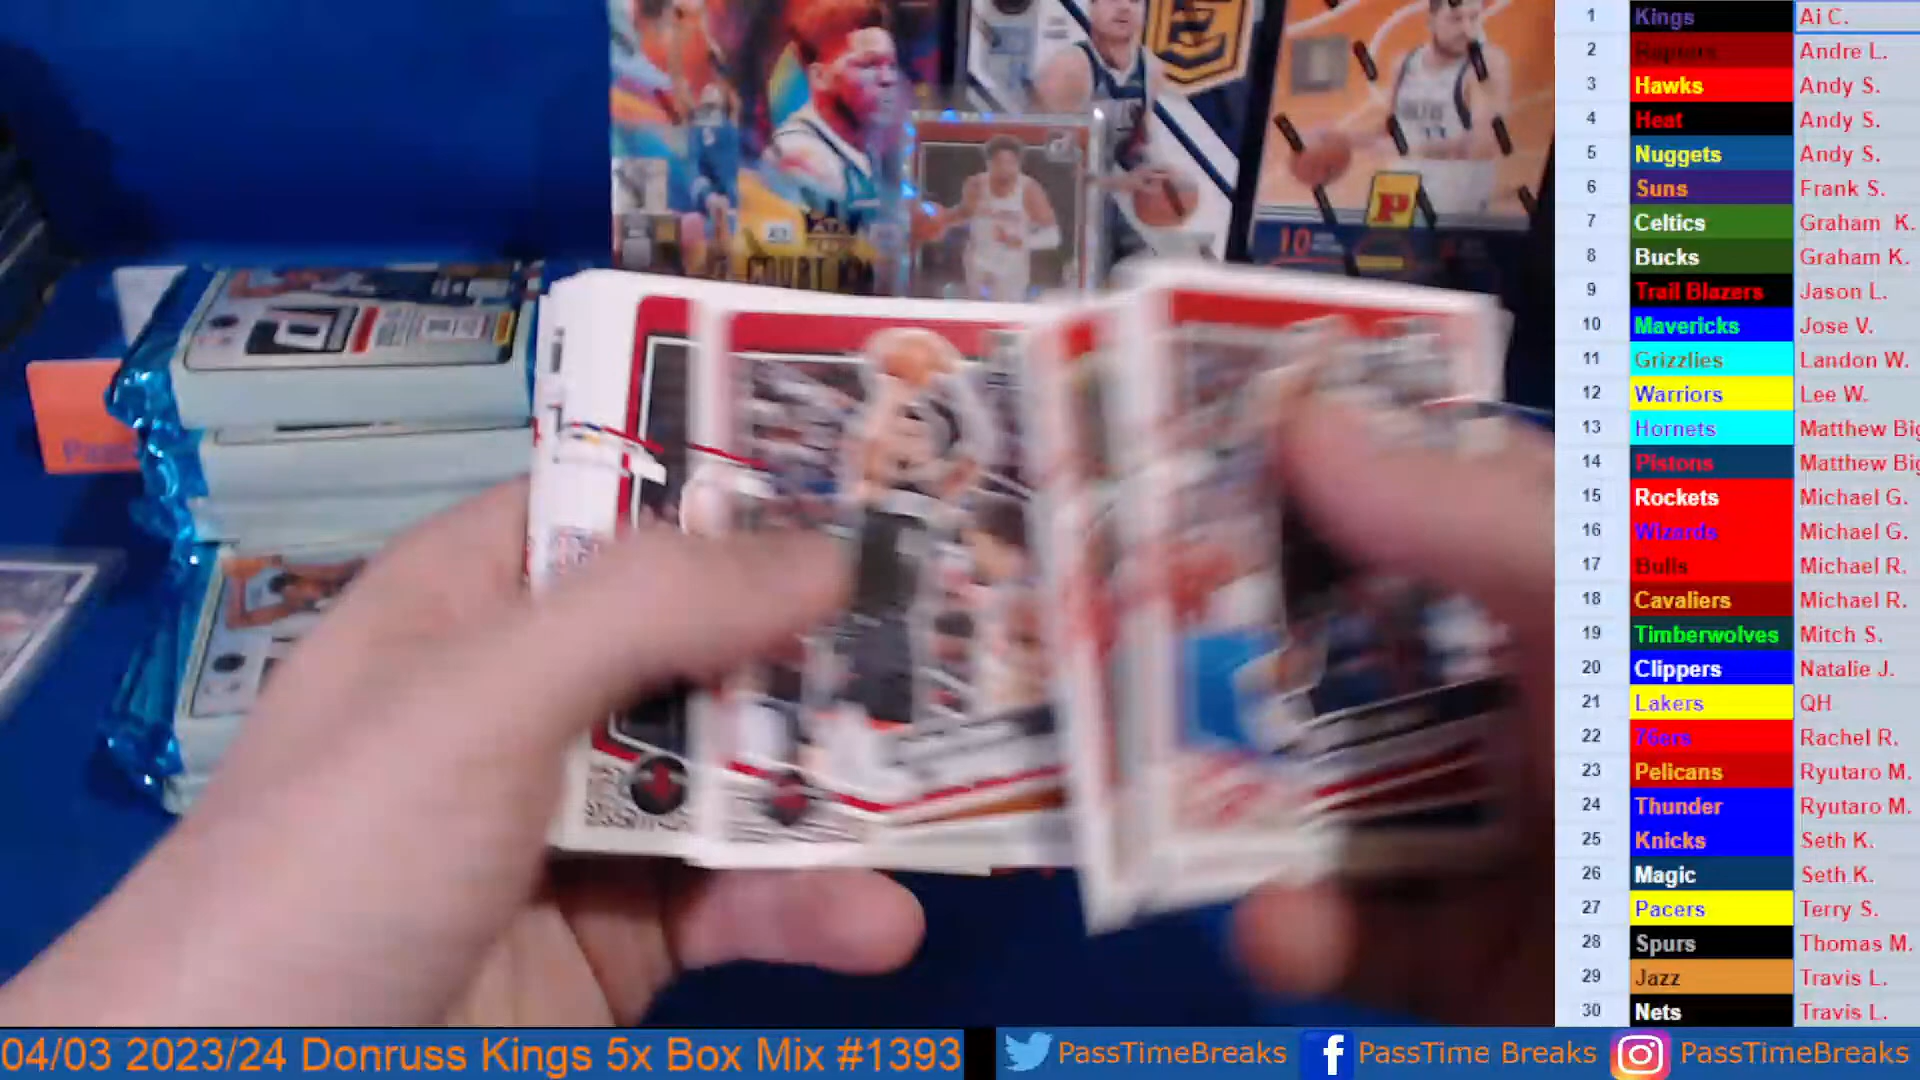 1 Kings Ai C.
2 Raptors Andre L.
3 Hawks Andy S.
4 Heat Andy S.
5 Nuggets Andy S.
6 Suns Frank S.
7 Celtics Graham K.
8 Bucks Graham K.
9 Trail Blazers Jason L.
10 Mavericks Jose V.
11 Grizzlies Landon W.
12 Warriors Lee W.
13 Hornets Matthew Big
14 Pistons Matthew Big
15 Rockets Michael G.
16 Wizards Michael G.
17 Bulls Michael R.
18 Cavaliers Michael R.
19 Timberwolves Mitch S.
20 Clippers Natalie J.
21 Lakers QH
22 76ers Rachel R.
23 Pelicans Ryutaro M.
24 Thunder Ryutaro M.
25 Knicks Seth K.
26 Magic Seth K.
27 Pacers Terry S.
28 Spurs Thomas M.
29 Jazz Travis L.
30 Nets Travis L.
COURT
10
P
04/03 2023/24 Donruss Kings 5x Box Mix #1393
PassTimeBreaks
PassTime Breaks
PassTimeBreaks